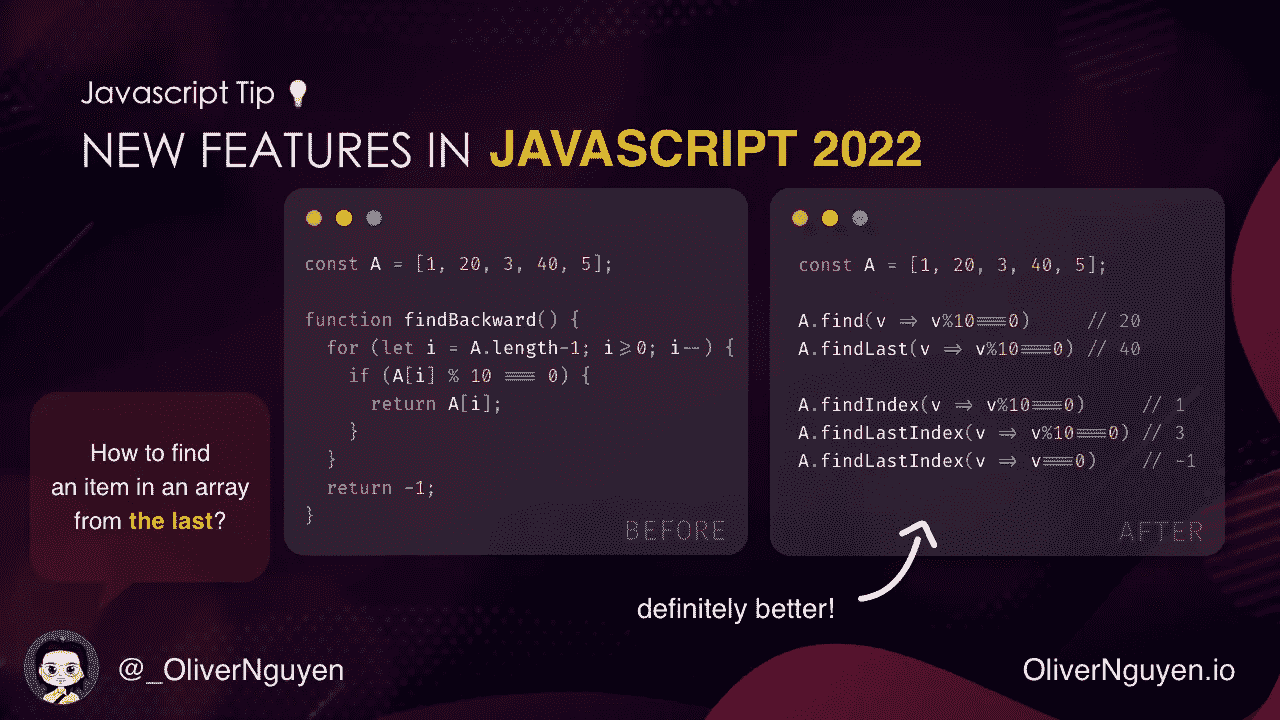 Javascript Tip
NEW FEATURES IN JAVASCRIPT 2022
const A = [1, 20, 3, 40, 5];
function findBackward() {
for (let i = A.length-1; i>=0; i--) {
if (A[i] % 10 === 0) {
return A[i];
}
}
return -1;
}
BEFORE
const A = [1, 20, 3, 40, 5];
A.find(v => v%10===0) // 20
A.findLast(v => v%10===0) // 40
A.findIndex(v => v%10===0) // 1
A.findLastIndex(v => v%10===0) // 3
A.findLastIndex(v => v===0) // -1
AFTER
How to find
an item in an array
from the last?
definitely better!
@_OliverNguyen
OliverNguyen.io